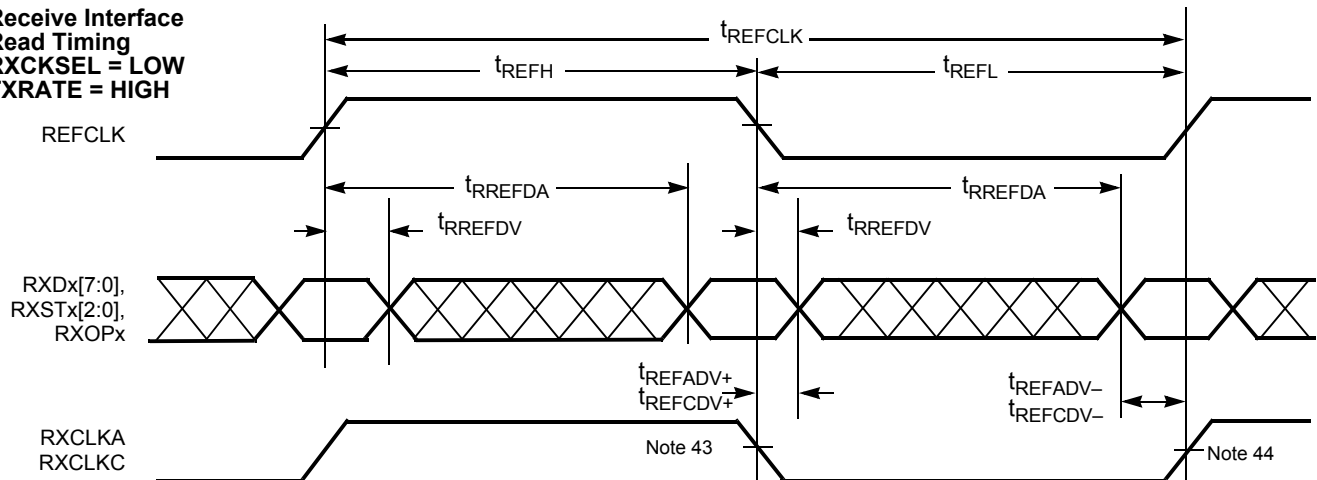 Receive Interface
Read Timing
RXCKSEL = LOW
TXRATE = HIGH
tREFCLK
tREFH
tREFL
REFCLK
tRREFDA
tRREFDA
tRREFDV
tRREFDV
RXDx[7:0],
RXSTx[2:0],
RXOPx
tREFADV+
tREFCDV+
tREFADV–
tREFCDV–
RXCLKA
RXCLKC
Note 43
Note 44